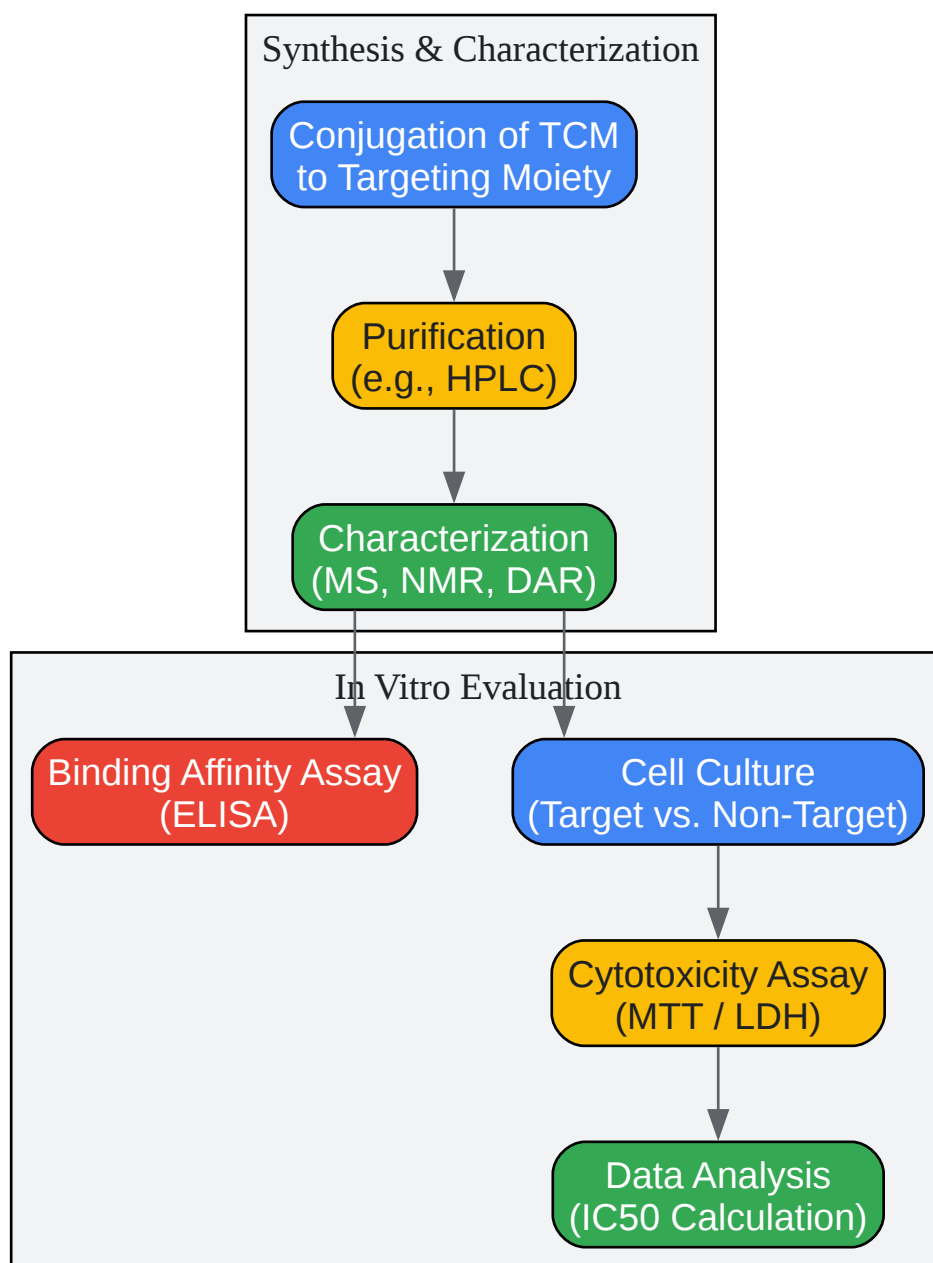 Synthesis & Characterization
Conjugation of TCM
to Targeting Moiety
Purification
(e.g., HPLC)
Characterization
(MS, NMR, DAR)
In Vitro Evaluation
Binding Affinity Assay
(ELISA)
Cell Culture
(Target vs. Non-Target)
Cytotoxicity Assay
(MTT / LDH)
Data Analysis
(IC50 Calculation)